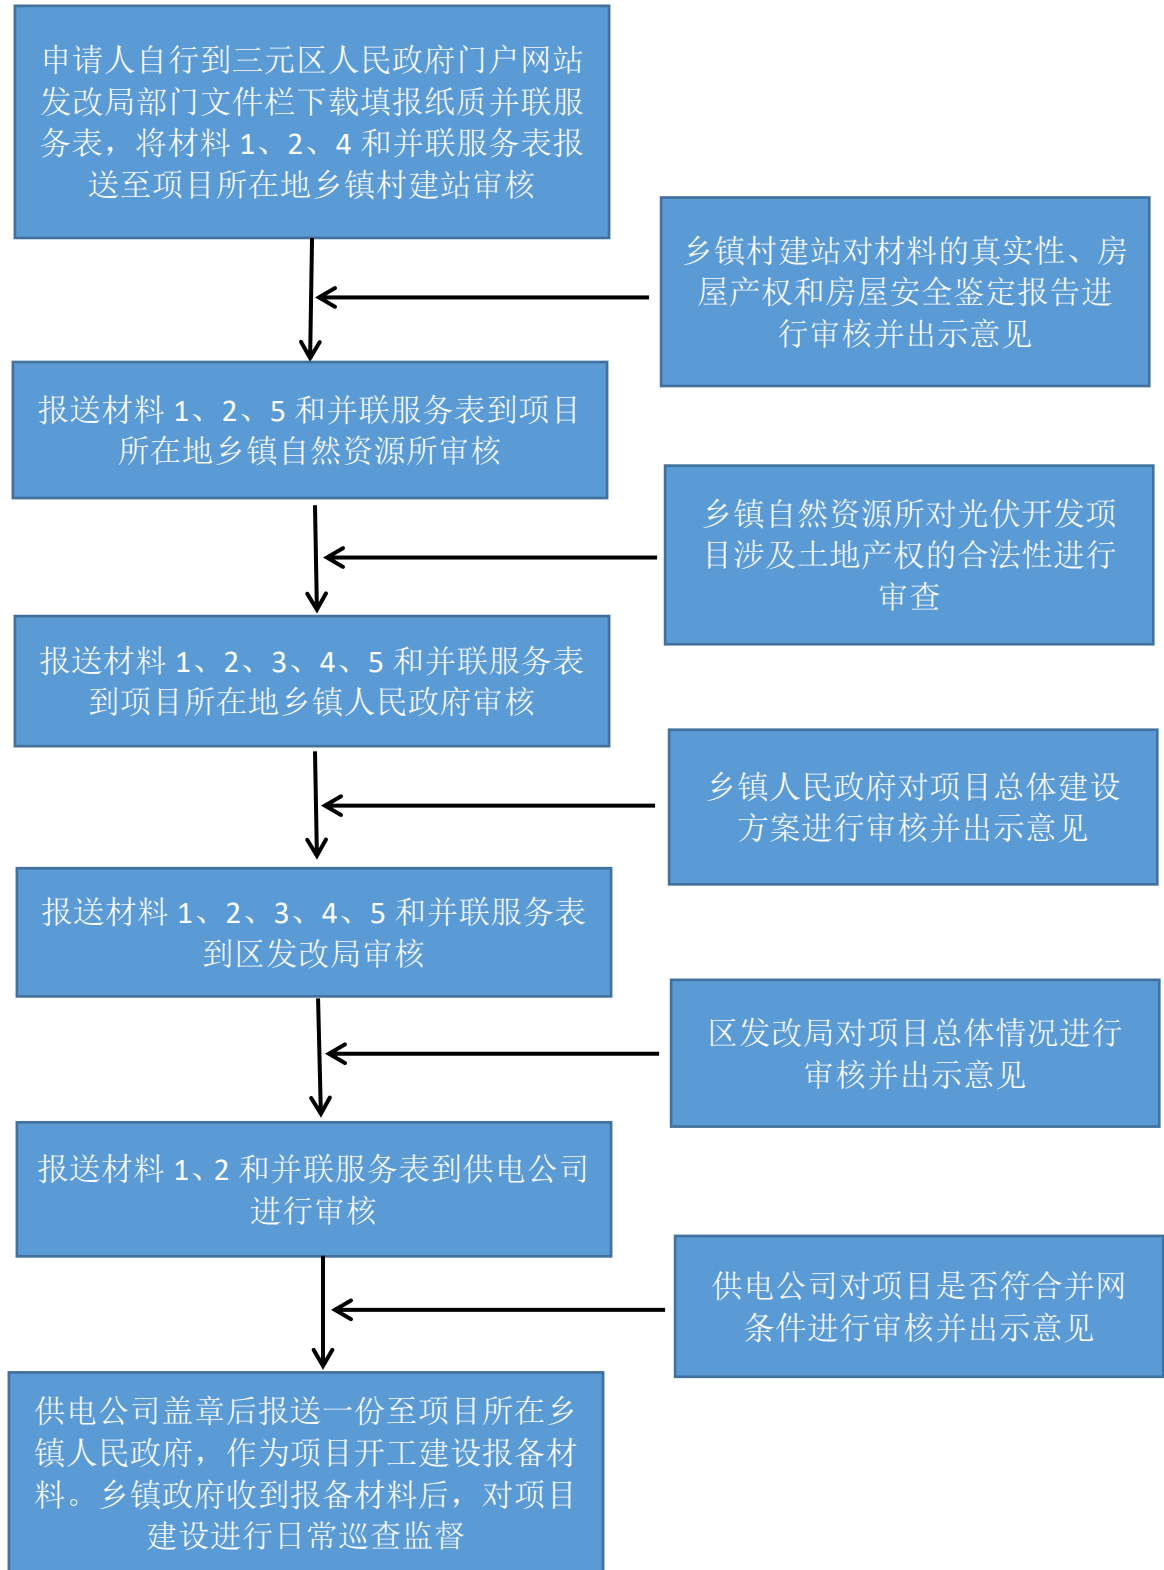 申请人自行到三元区人民政府门户网站
发改局部门文件栏下载填报纸质并联服
务表，将材料 1、2、4 和并联服务表报
送至项目所在地乡镇村建站审核
乡镇村建站对材料的真实性、房
屋产权和房屋安全鉴定报告进
行审核并出示意见
报送材料 1、2、5 和并联服务表到项目
所在地乡镇自然资源所审核
乡镇自然资源所对光伏开发项
目涉及土地产权的合法性进行
审查
报送材料 1、2、3、4、5 和并联服务表
到项目所在地乡镇人民政府审核
乡镇人民政府对项目总体建设
方案进行审核并出示意见
报送材料 1、2、3、4、5 和并联服务表
到区发改局审核
区发改局对项目总体情况进行
审核并出示意见
报送材料 1、2 和并联服务表到供电公司
进行审核
供电公司对项目是否符合并网
条件进行审核并出示意见
供电公司盖章后报送一份至项目所在乡
镇人民政府，作为项目开工建设报备材
料。乡镇政府收到报备材料后，对项目
建设进行日常巡查监督